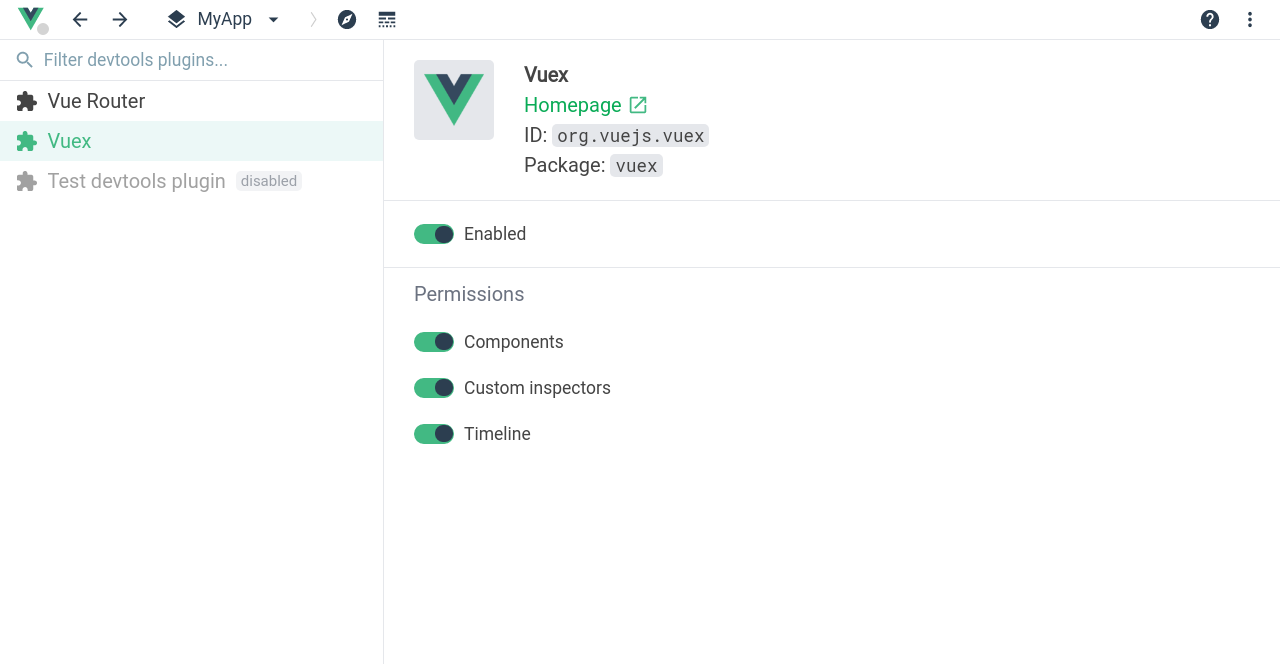 MyApp
Filter devtools plugins...
Vue Router
Vuex
Test devtools plugin disabled
Vuex
Homepage
ID: org.vuejs.vuex
Package: vuex
Enabled
Permissions
Components
Custom inspectors
Timeline